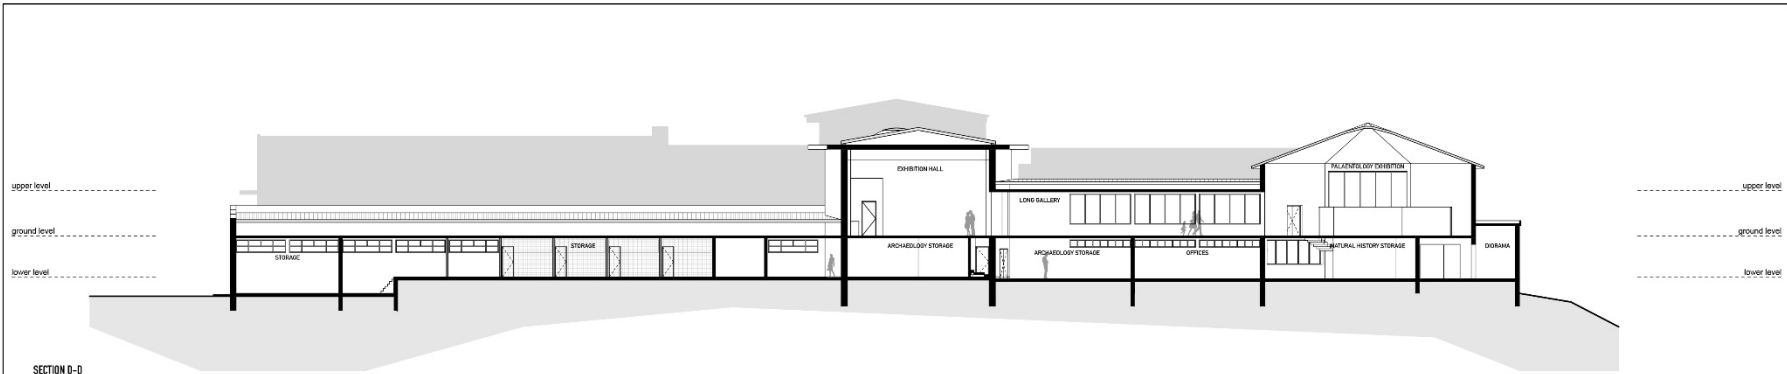 EXHIBITION HALL
PALAENTOLOGY EXHIBITION
upper level
upper level
LONG GALLERY
ground level
ground level
STORAGE
ARCHAEOLOGY STORAGE
NATURAL HISTORY STORAGE
DIORAMA
STORAGE
ARCHAEOLOGY STORAGE
OFFICES
lower level
lower level
SECTION D-D